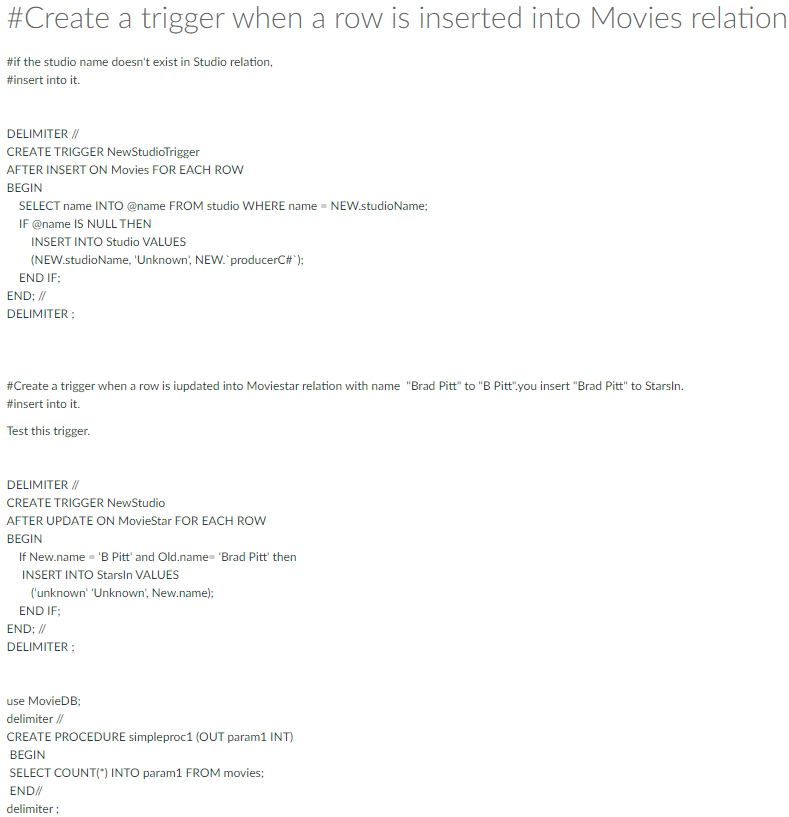 #Create a trigger when a row is inserted into Movies relation
#if the studio name doesn't exist in Studio relation,
#insert into it.
DELIMITER //
CREATE TRIGGER NewStudioTrigger
AFTER INSERT ON Movies FOR EACH ROW
BEGIN
SELECT name INTO @name FROM studio WHERE name = NEW.studioName;
IF @name IS NULL THEN
INSERT INTO Studio VALUES
(NEW.studioName, 'Unknown', NEW.`producerC#`);
END IF;
END; //
DELIMITER ;
#Create a trigger when a row is iupdated into Moviestar relation with name "Brad Pitt" to "B Pitt".you insert "Brad Pitt" to StarsIn.
#insert into it.
Test this trigger.
DELIMITER //
CREATE TRIGGER NewStudio
AFTER UPDATE ON MovieStar FOR EACH ROW
BEGIN
If New.name = 'B Pitt' and Old.name= 'Brad Pitt' then
INSERT INTO StarsIn VALUES
('unknown' 'Unknown', New.name);
END IF;
END; //
DELIMITER ;
use MovieDB;
delimiter //
CREATE PROCEDURE simpleproc1 (OUT param1 INT)
BEGIN
SELECT COUNT(*) INTO param1 FROM movies;
END//
delimiter ;